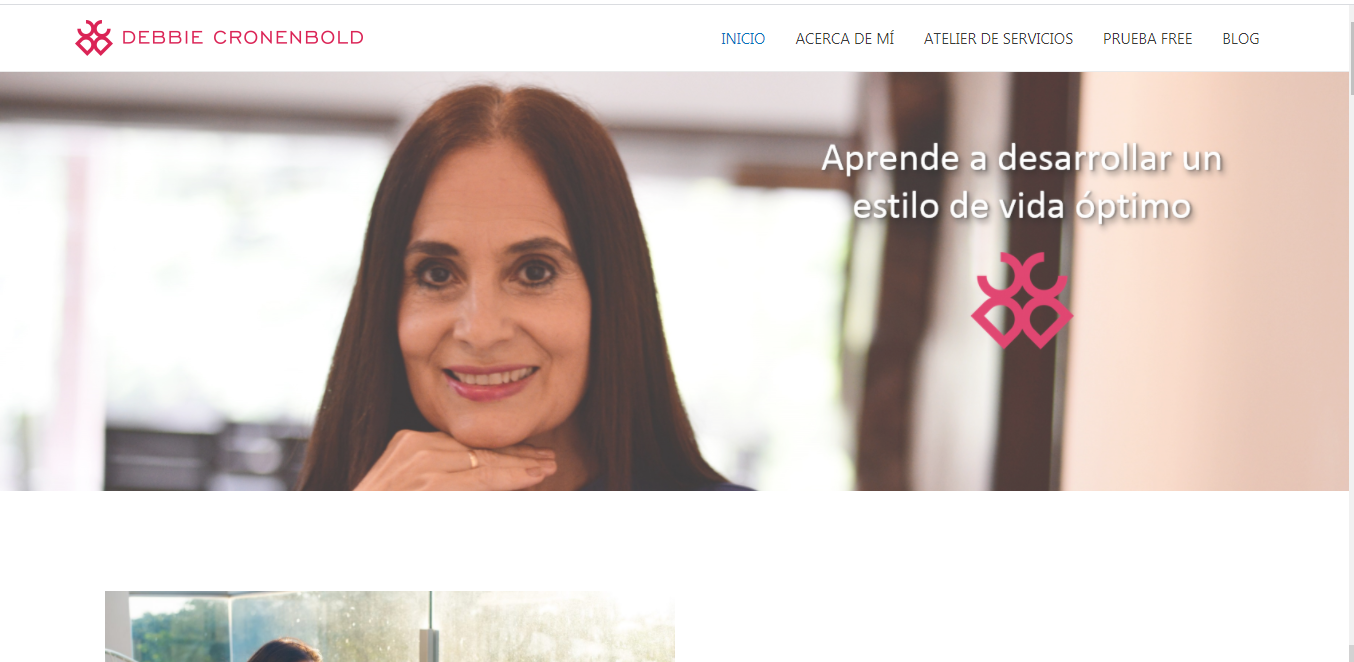 DEBBIE CRONENBOLD
INICIO
ACERCA DE MÍ
ATELIER DE SERVICIOS
PRUEBA FREE
BLOG
Aprende a desarrollar un
estilo de vida óptimo